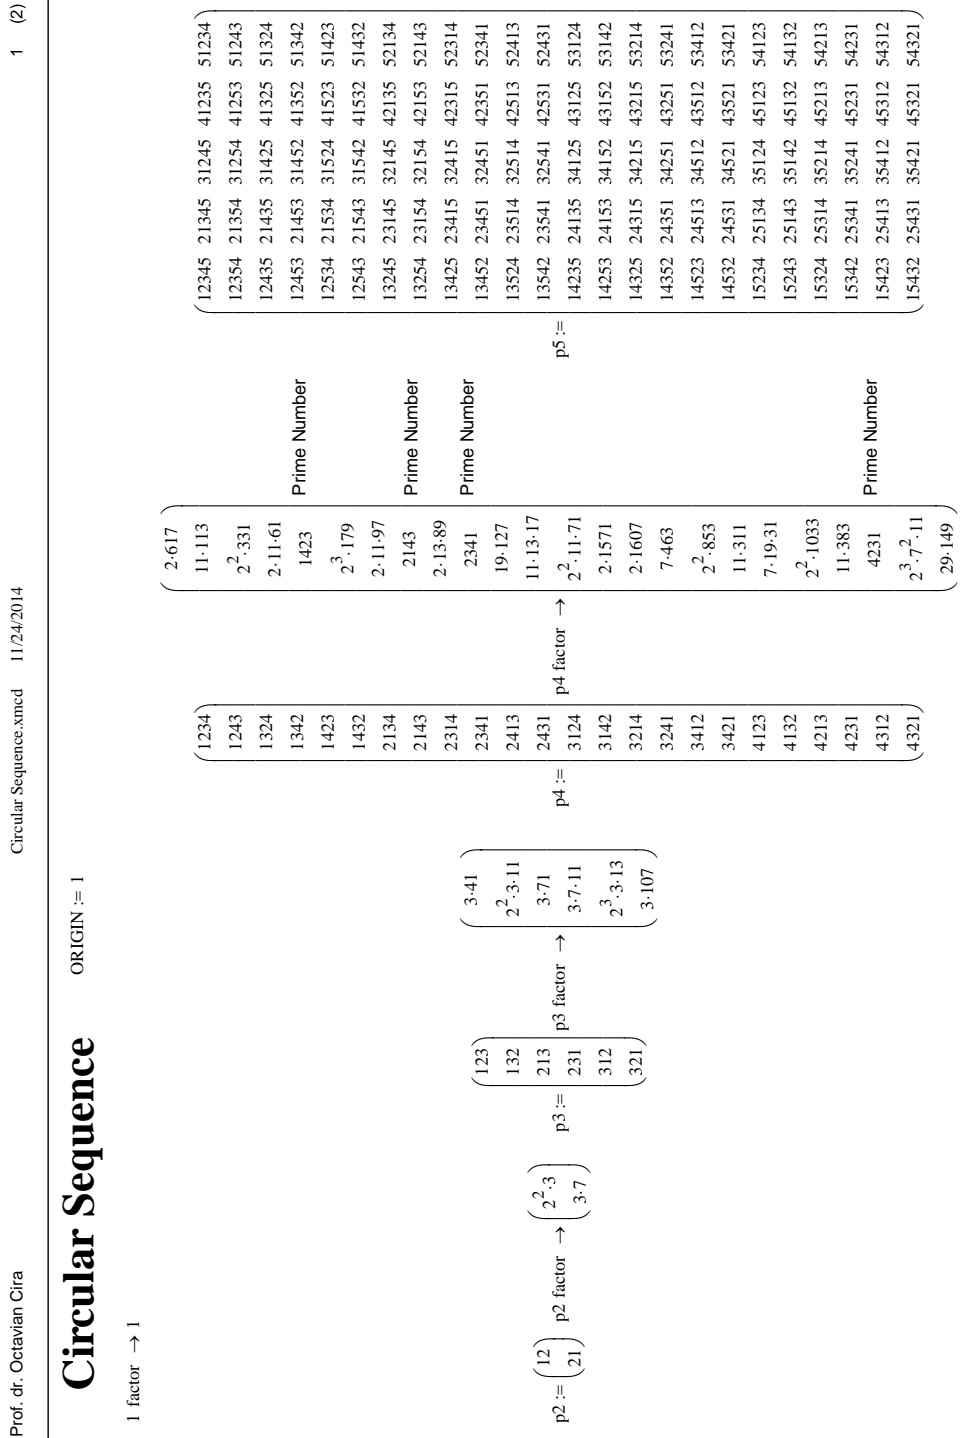 Prof. dr. Octavian Cira Circular Sequence.xmcd 11/24/2014 1 (2)
Circular Sequence ORIGIN := 1
1 factor → 1
p2 :=
12
21
p2 factor →
2²·3
3·7
p3 :=
123
132
213
231
312
321
p3 factor →
3·41
2²·3·11
3·71
3·7·11
2³·3·13
3·107
p4 :=
1234
1243
1324
1342
1423
1432
2134
2143
2314
2341
2413
2431
3124
3142
3214
3241
3412
3421
4123
4132
4213
4231
4312
4321
p4 factor →
2·617
11·113
2²·331
2·11·61
1423 Prime Number
2³·179
2·11·97
2143 Prime Number
2·13·89
2341 Prime Number
19·127
11·13·17
2²·11·71
2·1571
2·1607
7·463
2²·853
11·311
7·19·31
2²·1033
11·383
4231 Prime Number
2³·7²·11
29·149
p5 :=
12345 21345 31245 41235 51234
12354 21354 31254 41253 51243
12435 21435 31425 41325 51324
12453 21453 31452 41352 51342
12534 21534 31524 41523 51423
12543 21543 31542 41532 51432
13245 23145 32145 42135 52134
13254 23154 32154 42153 52143
13425 23415 32415 42315 52314
13452 23451 32451 42351 52341
13524 23514 32514 42513 52413
13542 23541 32541 42531 52431
14235 24135 34125 43125 53124
14253 24153 34152 43152 53142
14325 24315 34215 43215 53214
14352 24351 34251 43251 53241
14523 24513 34512 43512 53412
14532 24531 34521 43521 53421
15234 25134 35124 45123 54123
15243 25143 35142 45132 54132
15324 25314 35214 45213 54213
15342 25341 35241 45231 54231
15423 25413 35412 45312 54312
15432 25431 35421 45321 54321